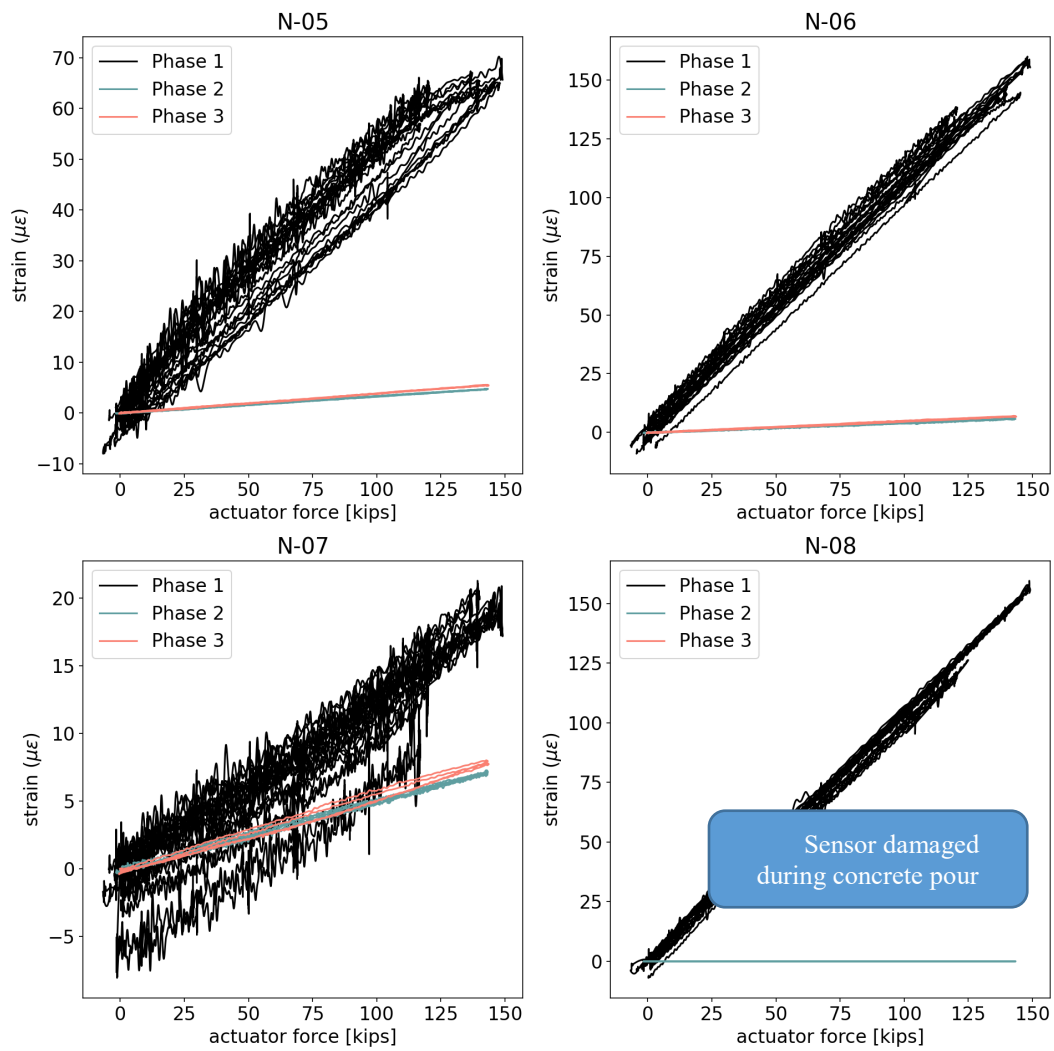 N-05
70
60
50
40
30
20
10
0
−10
strain (με)
Phase 1
Phase 2
Phase 3
0 25 50 75 100 125 150
actuator force [kips]
N-06
150
125
100
75
50
25
0
strain (με)
Phase 1
Phase 2
Phase 3
0 25 50 75 100 125 150
actuator force [kips]
N-07
20
15
10
5
0
−5
strain (με)
Phase 1
Phase 2
Phase 3
0 25 50 75 100 125 150
actuator force [kips]
N-08
150
125
100
75
50
25
0
strain (με)
Phase 1
Phase 2
Phase 3
Sensor damaged
during concrete pour
0 25 50 75 100 125 150
actuator force [kips]